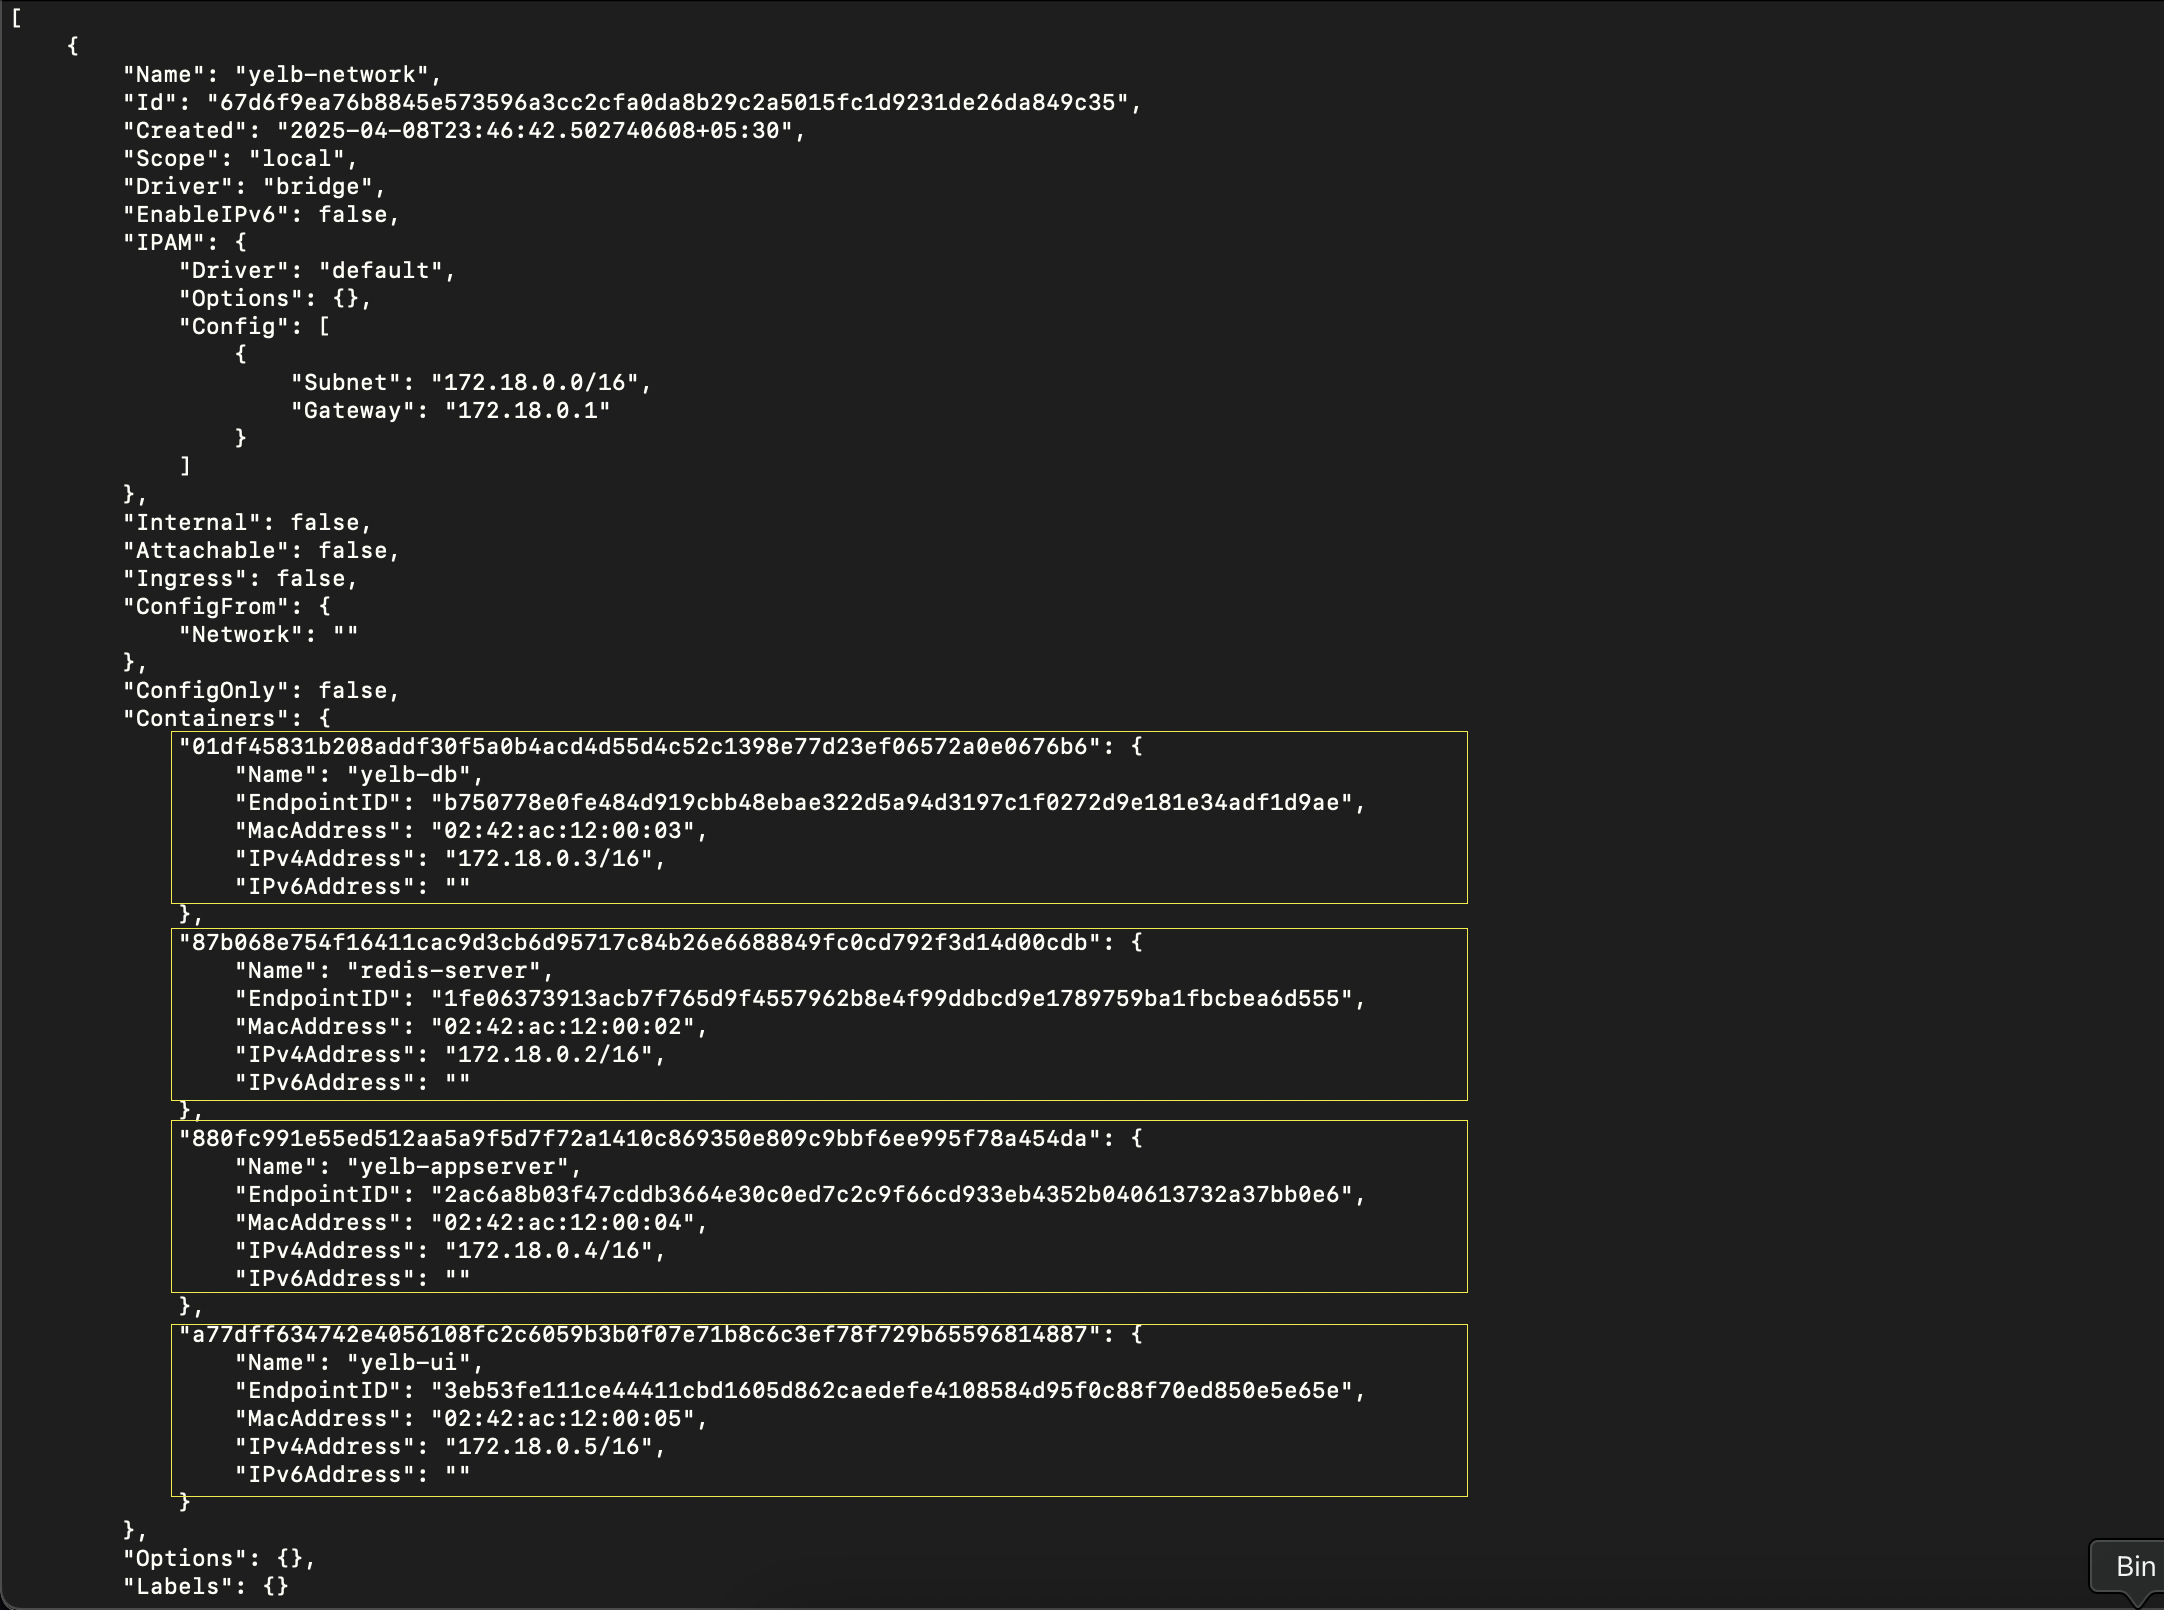 [
    {
        "Name": "yelb-network",
        "Id": "67d6f9ea76b8845e573596a3cc2cfa0da8b29c2a5015fc1d9231de26da849c35",
        "Created": "2025-04-08T23:46:42.502740608+05:30",
        "Scope": "local",
        "Driver": "bridge",
        "EnableIPv6": false,
        "IPAM": {
            "Driver": "default",
            "Options": {},
            "Config": [
                {
                    "Subnet": "172.18.0.0/16",
                    "Gateway": "172.18.0.1"
                }
            ]
        },
        "Internal": false,
        "Attachable": false,
        "Ingress": false,
        "ConfigFrom": {
            "Network": ""
        },
        "ConfigOnly": false,
        "Containers": {
            "01df45831b208addf30f5a0b4acd4d55d4c52c1398e77d23ef06572a0e0676b6": {
                "Name": "yelb-db",
                "EndpointID": "b750778e0fe484d919cbb48ebae322d5a94d3197c1f0272d9e181e34adf1d9ae",
                "MacAddress": "02:42:ac:12:00:03",
                "IPv4Address": "172.18.0.3/16",
                "IPv6Address": ""
            },
            "87b068e754f16411cac9d3cb6d95717c84b26e6688849fc0cd792f3d14d00cdb": {
                "Name": "redis-server",
                "EndpointID": "1fe06373913acb7f765d9f4557962b8e4f99ddbcd9e1789759ba1fbcbea6d555",
                "MacAddress": "02:42:ac:12:00:02",
                "IPv4Address": "172.18.0.2/16",
                "IPv6Address": ""
            },
            "880fc991e55ed512aa5a9f5d7f72a1410c869350e809c9bbf6ee995f78a454da": {
                "Name": "yelb-appserver",
                "EndpointID": "2ac6a8b03f47cddb3664e30c0ed7c2c9f66cd933eb4352b040613732a37bb0e6",
                "MacAddress": "02:42:ac:12:00:04",
                "IPv4Address": "172.18.0.4/16",
                "IPv6Address": ""
            },
            "a77dff634742e4056108fc2c6059b3b0f07e71b8c6c3ef78f729b65596814887": {
                "Name": "yelb-ui",
                "EndpointID": "3eb53fe111ce44411cbd1605d862caedefe4108584d95f0c88f70ed850e5e65e",
                "MacAddress": "02:42:ac:12:00:05",
                "IPv4Address": "172.18.0.5/16",
                "IPv6Address": ""
            }
        },
        "Options": {},
        "Labels": {}
Bin